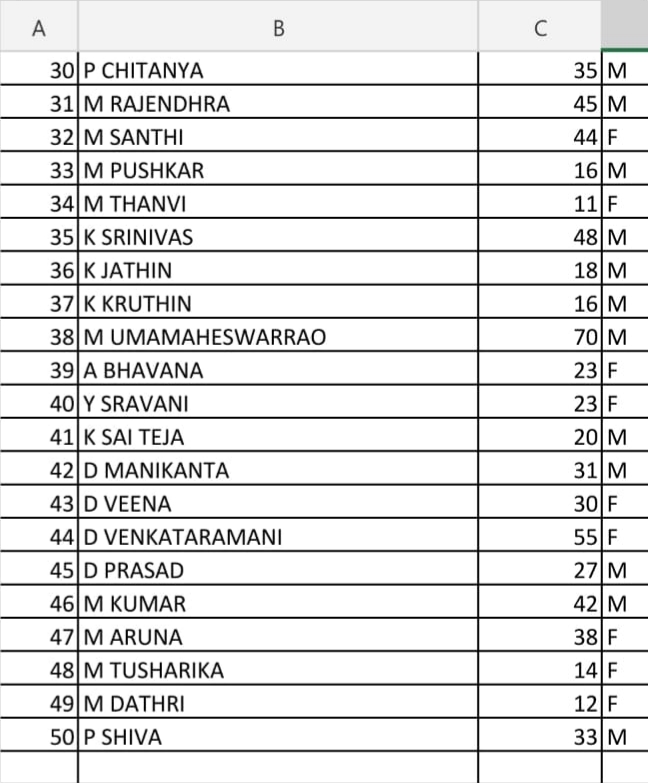 A B C
30 P CHITANYA 35 M
31 M RAJENDHRA 45 M
32 M SANTHI 44 F
33 M PUSHKAR 16 M
34 M THANVI 11 F
35 K SRINIVAS 48 M
36 K JATHIN 18 M
37 K KRUTHIN 16 M
38 M UMAMAHESWARRAO 70 M
39 A BHAVANA 23 F
40 Y SRAVANI 23 F
41 K SAI TEJA 20 M
42 D MANIKANTA 31 M
43 D VEENA 30 F
44 D VENKATARAMANI 55 F
45 D PRASAD 27 M
46 M KUMAR 42 M
47 M ARUNA 38 F
48 M TUSHARIKA 14 F
49 M DATHRI 12 F
50 P SHIVA 33 M